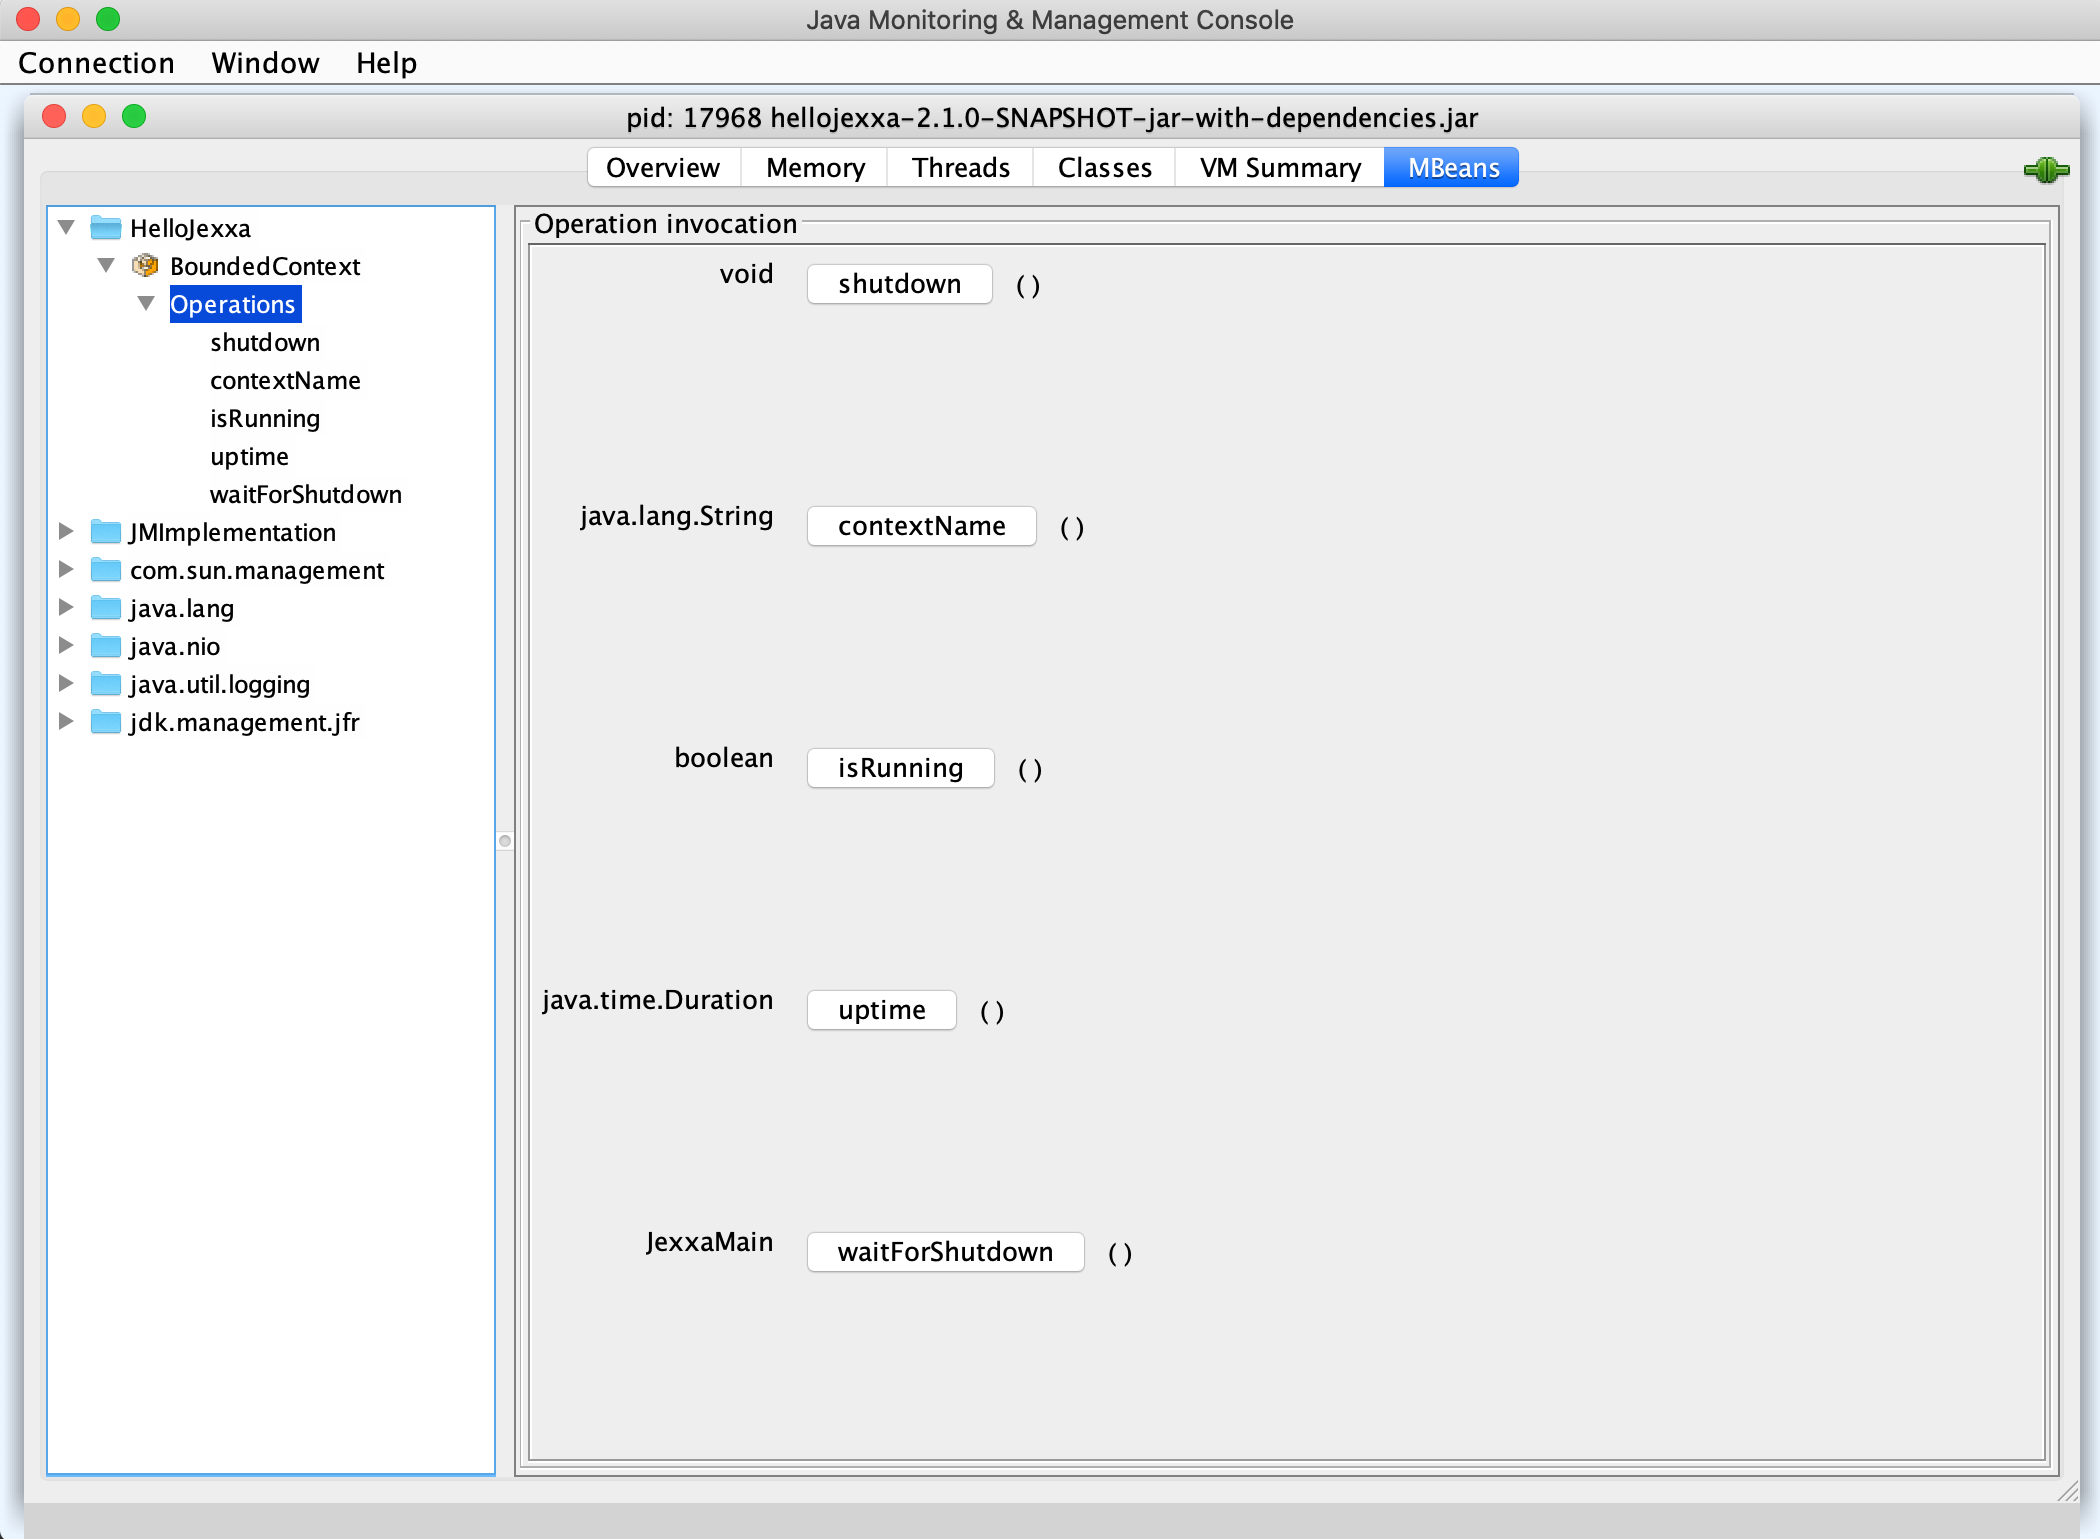 Java Monitoring & Management Console
Connection Window Help
pid: 17968 hellojexxa-2.1.0-SNAPSHOT-jar-with-dependencies.jar
Overview Memory Threads Classes VM Summary MBeans
HelloJexxa
BoundedContext
Operations
shutdown
contextName
isRunning
uptime
waitForShutdown
JMImplementation
com.sun.management
java.lang
java.nio
java.util.logging
jdk.management.jfr
Operation invocation
void shutdown ()
java.lang.String contextName ()
boolean isRunning ()
java.time.Duration uptime ()
JexxaMain waitForShutdown ()